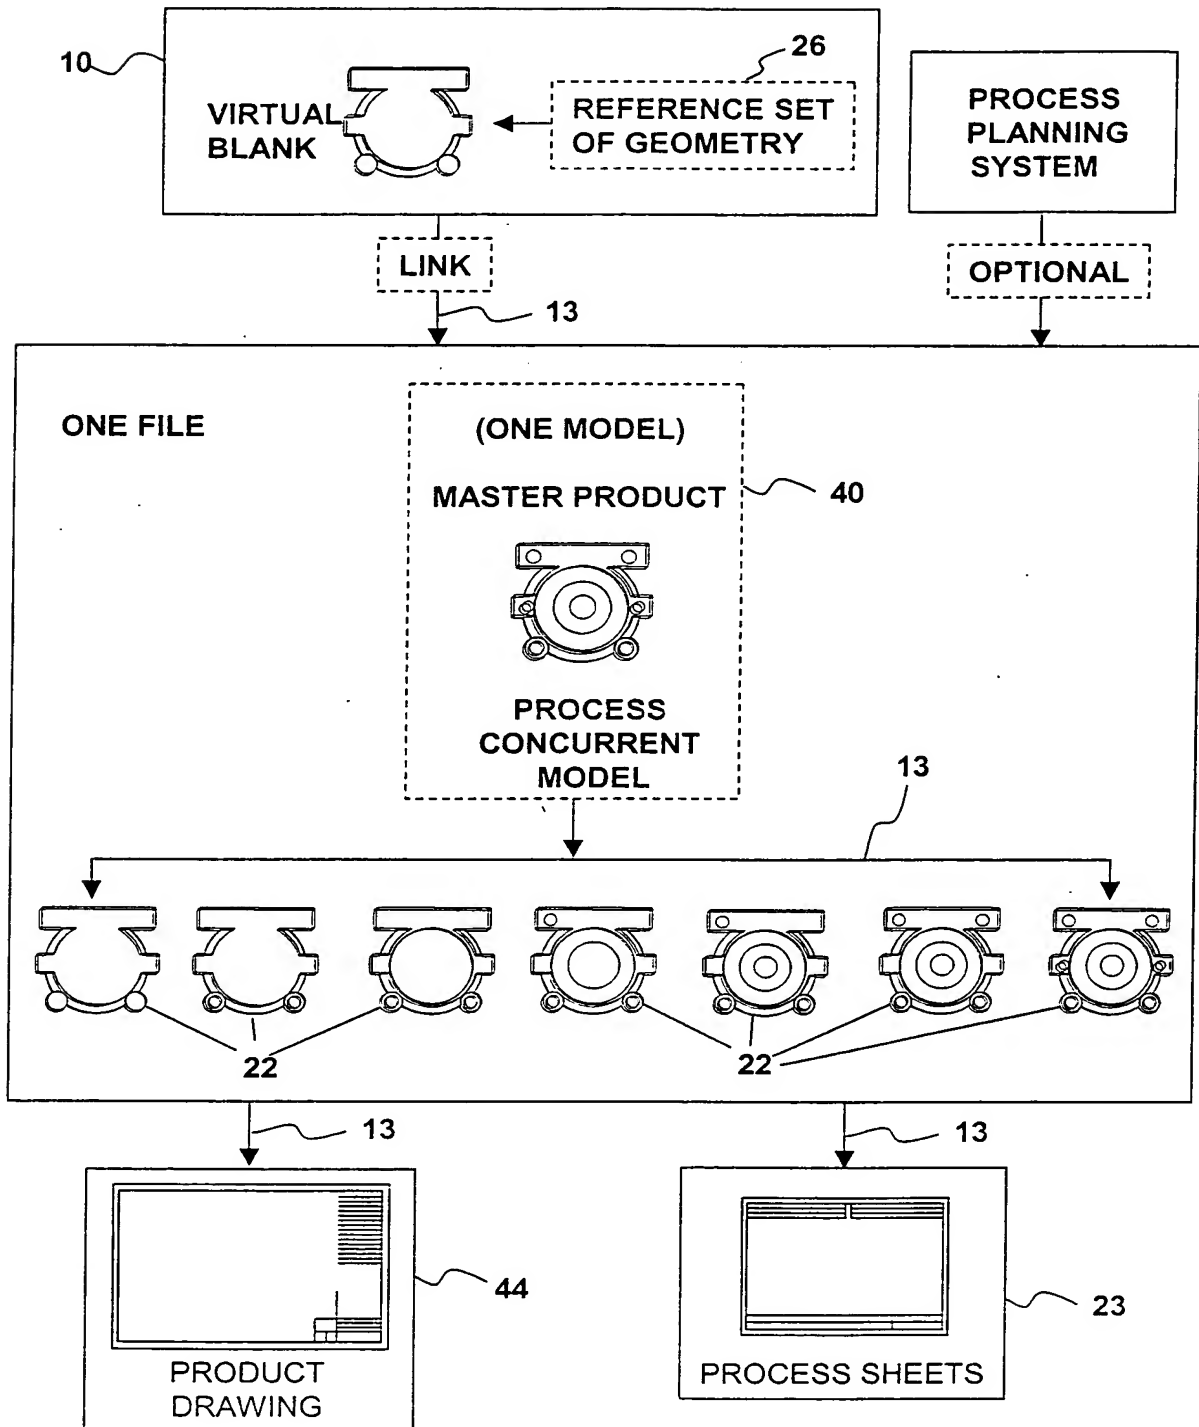 10
26
VIRTUAL
BLANK
REFERENCE SET
OF GEOMETRY
PROCESS
PLANNING
SYSTEM
LINK
OPTIONAL
13
ONE FILE
(ONE MODEL)
MASTER PRODUCT
40
PROCESS
CONCURRENT
MODEL
13
22
22
13
13
44
23
PRODUCT
DRAWING
PROCESS SHEETS